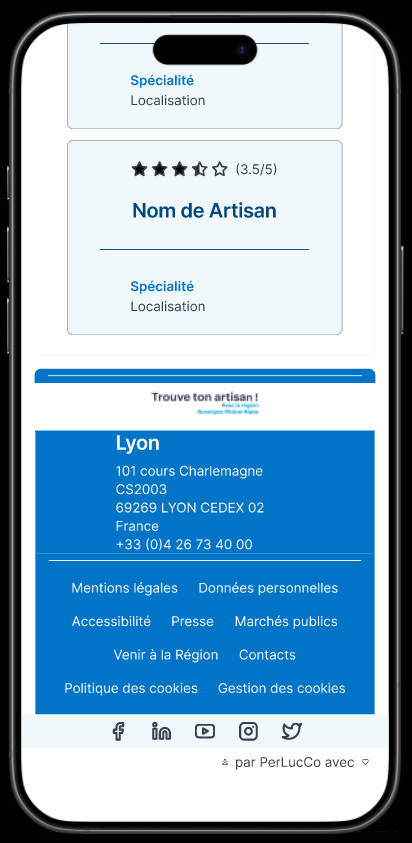 Spécialité
Localisation
(3.5/5)
Nom de Artisan
Spécialité
Localisation
Trouve ton artisan !
Avec la région
Auvergne-Rhône-Alpes
Lyon
101 cours Charlemagne
CS2003
69269 LYON CEDEX 02
France
+33 (0)4 26 73 40 00
Mentions légales Données personnelles
Accessibilité Presse Marchés publics
Venir à la Région Contacts
Politique des cookies Gestion des cookies
par PerLucCo avec